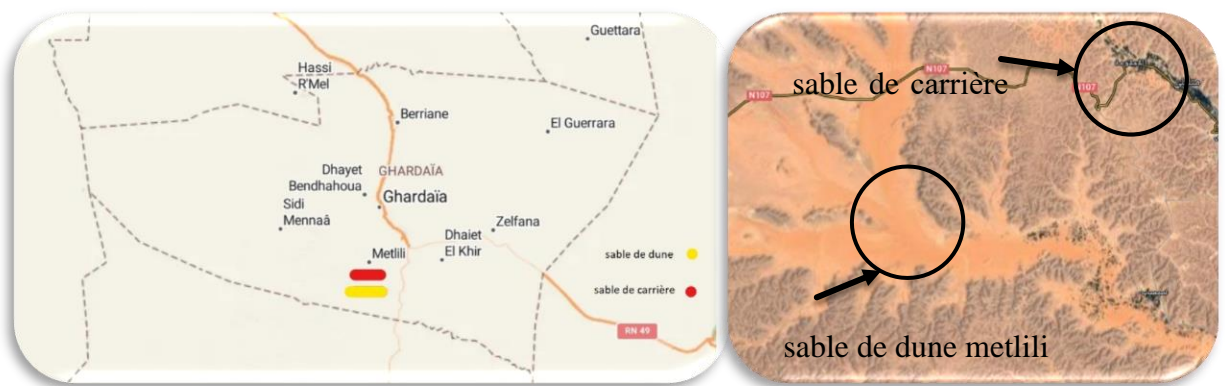 Guettara
Hassi
R'Mel
Berriane
El Guerrara
Dhayet
Bendhahoua
GHARDAÏA
Ghardaïa
Sidi
Mennaâ
Zelfana
Dhaiet
El Khir
Metlili
sable de dune
sable de carrière
RN 49
N107
sable de carrière
N107
N107
sable de dune metlili